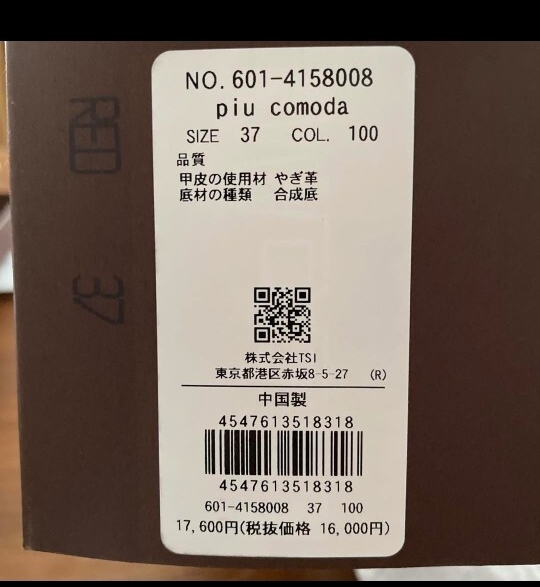 NO. 601-4158008
piu comoda
SIZE 37 COL. 100
品質
甲皮の使用材 やぎ革
底材の種類 合成底
株式会社TSI
東京都港区赤坂8-5-27 (R)
中国製
4547613518318
4547613518318
601-4158008 37 100
17,600円(税抜価格 16,000円)
RED 37